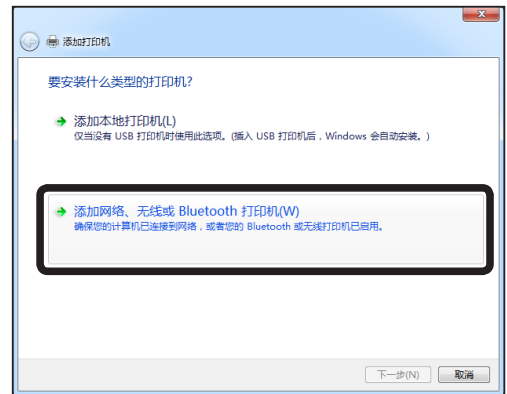 添加打印机
要安装什么类型的打印机?
添加本地打印机(L)
仅当没有 USB 打印机时使用此选项。(插入 USB 打印机后，Windows 会自动安装。)
添加网络、无线或 Bluetooth 打印机(W)
确保您的计算机已连接到网络，或者您的 Bluetooth 或无线打印机已启用。
下一步(N) 取消